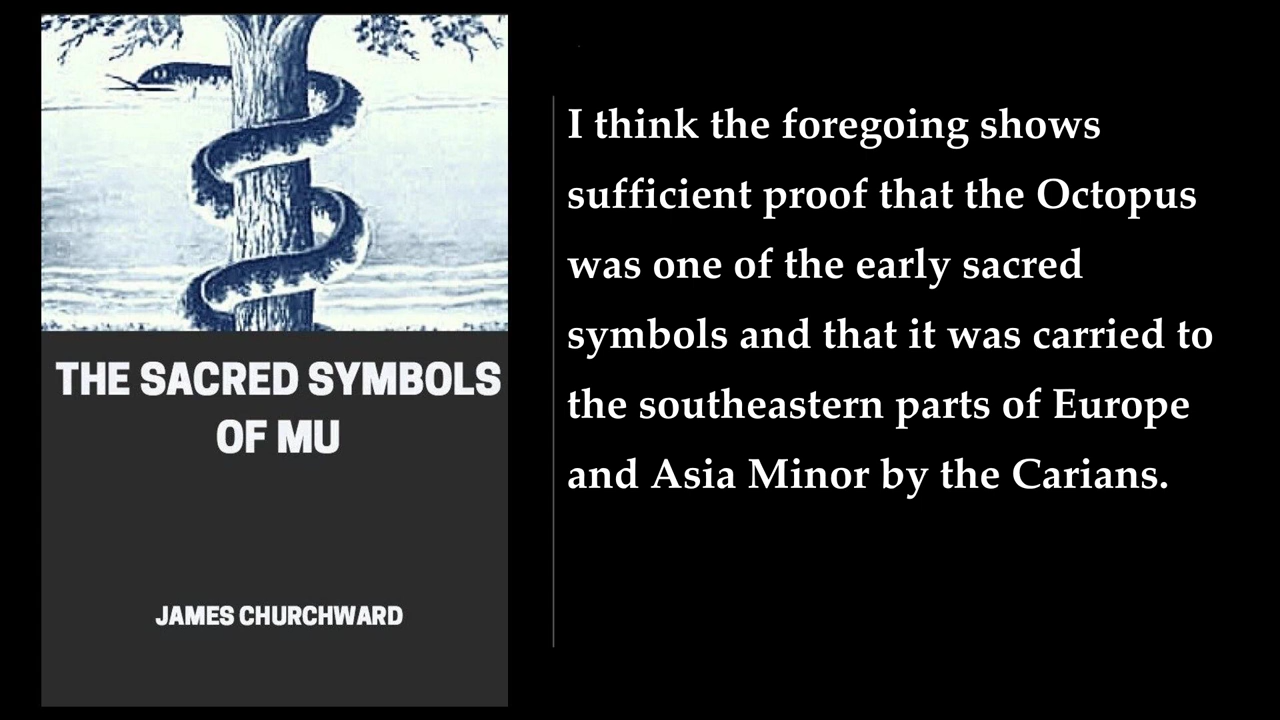 THE SACRED SYMBOLS
OF MU
JAMES CHURCHWARD
I think the foregoing shows
sufficient proof that the Octopus
was one of the early sacred
symbols and that it was carried to
the southeastern parts of Europe
and Asia Minor by the Carians.